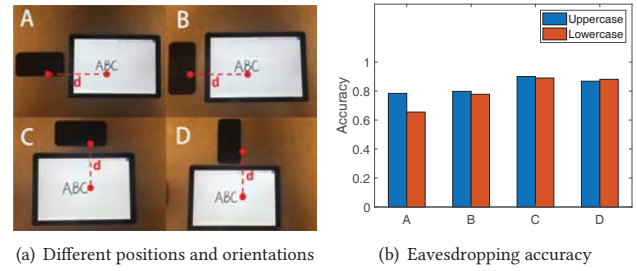 A
ABC
d
B
ABC
d
C
ABC
d
D
ABC
d
(a) Different positions and orientations
Uppercase
Lowercase
1
0.8
0.6
0.4
0.2
0
Accuracy
A B C D
(b) Eavesdropping accuracy